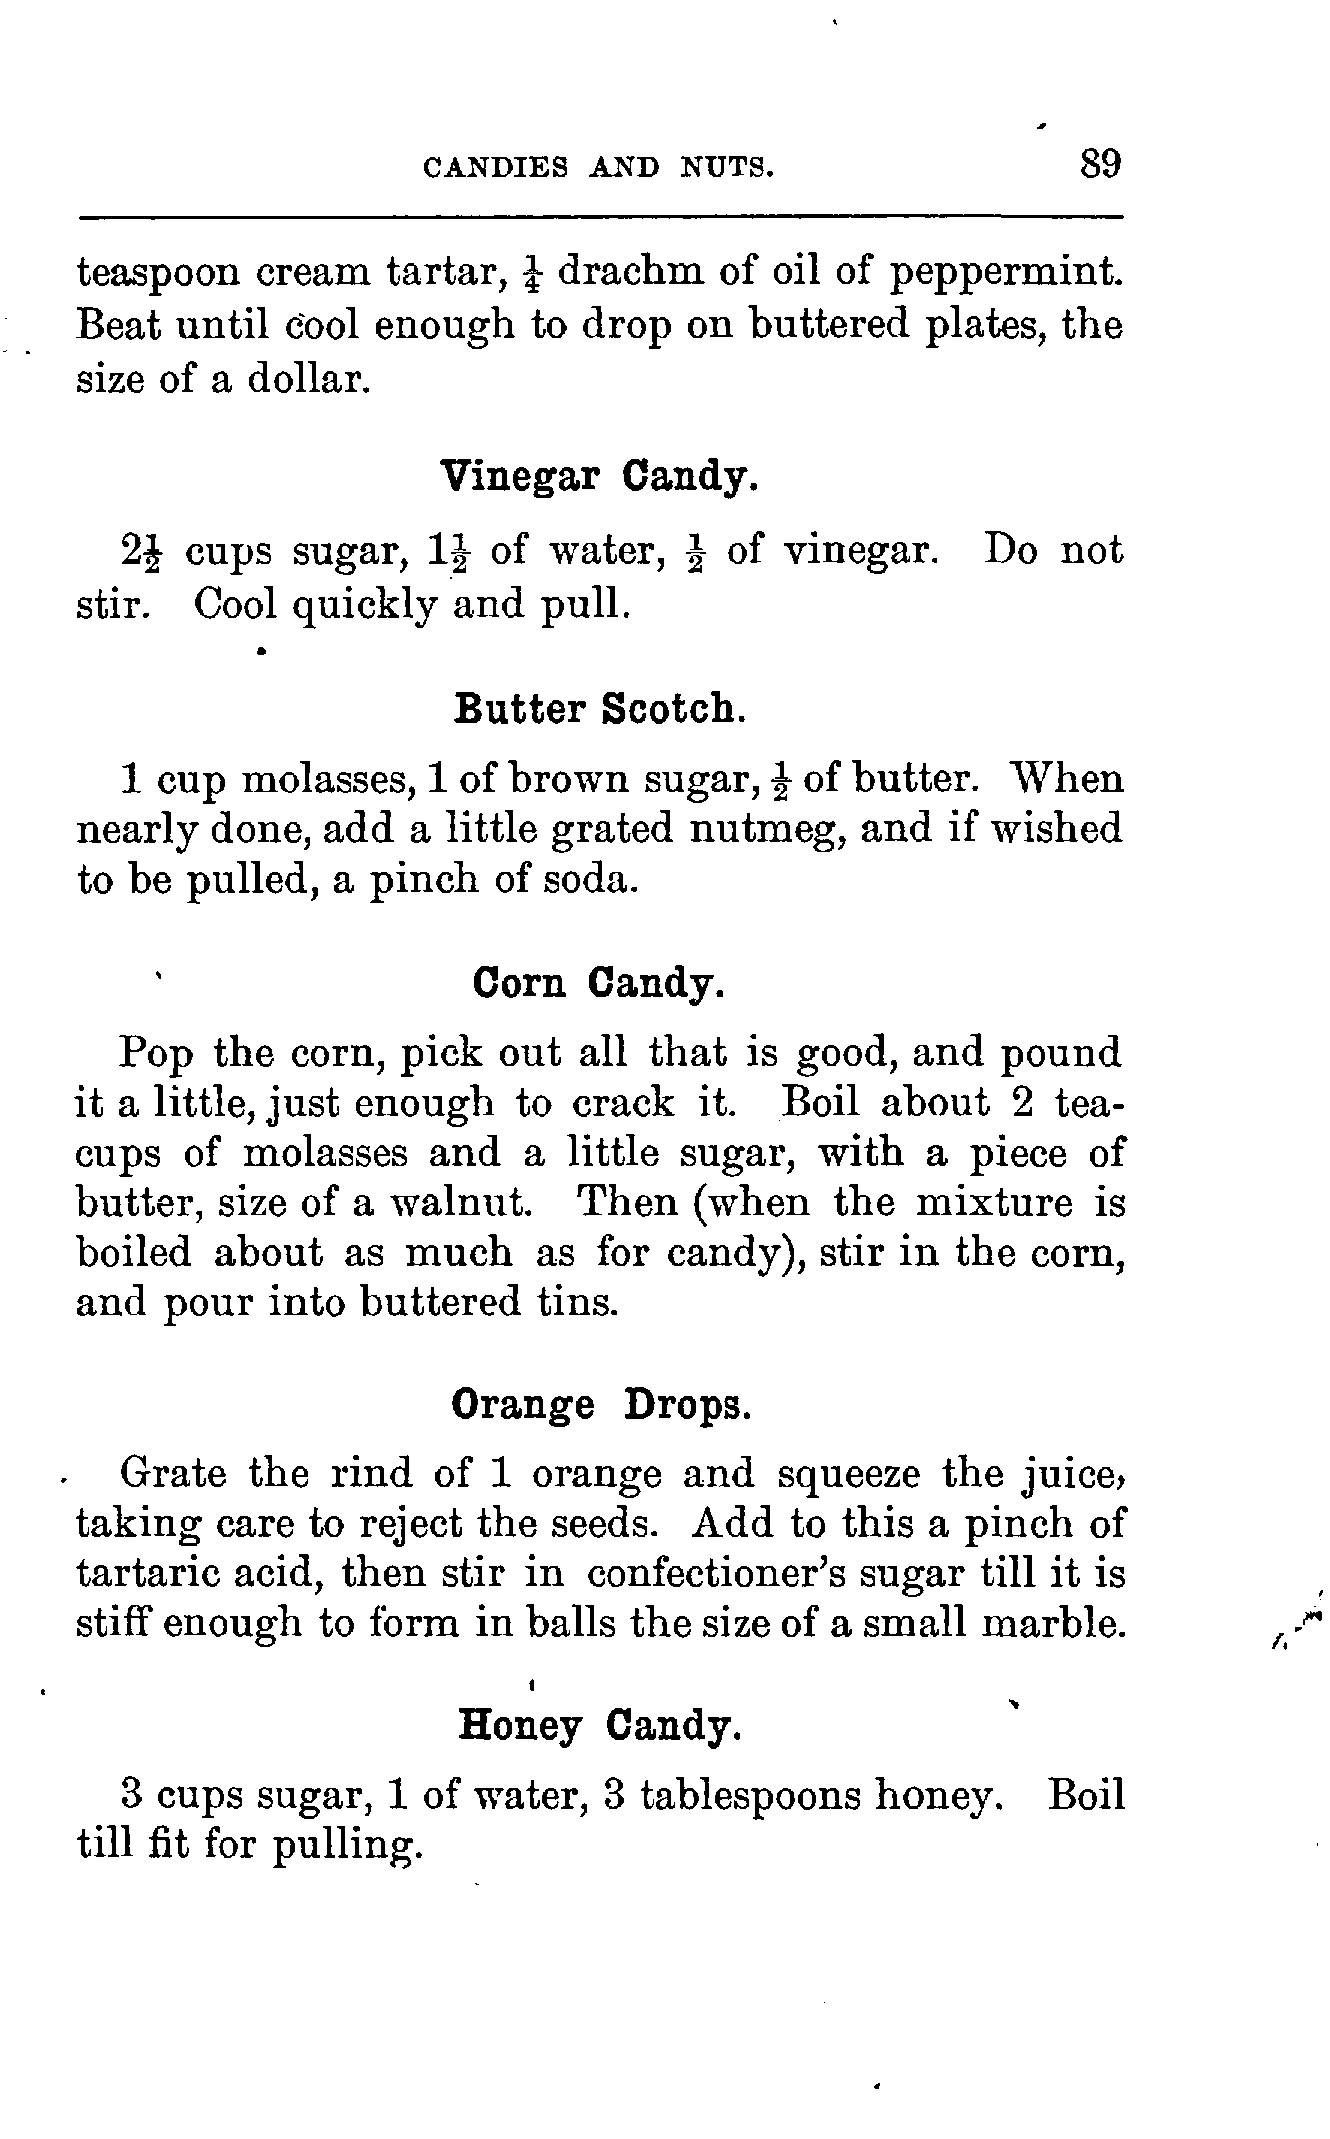 CANDIES AND NUTS. 89
teaspoon cream tartar, ¼ drachm of oil of peppermint.
Beat until cool enough to drop on buttered plates, the
size of a dollar.
Vinegar Candy.
2½ cups sugar, 1½ of water, ½ of vinegar. Do not
stir. Cool quickly and pull.
Butter Scotch.
1 cup molasses, 1 of brown sugar, ½ of butter. When
nearly done, add a little grated nutmeg, and if wished
to be pulled, a pinch of soda.
Corn Candy.
Pop the corn, pick out all that is good, and pound
it a little, just enough to crack it. Boil about 2 tea-
cups of molasses and a little sugar, with a piece of
butter, size of a walnut. Then (when the mixture is
boiled about as much as for candy), stir in the corn,
and pour into buttered tins.
Orange Drops.
Grate the rind of 1 orange and squeeze the juice,
taking care to reject the seeds. Add to this a pinch of
tartaric acid, then stir in confectioner's sugar till it is
stiff enough to form in balls the size of a small marble.
Honey Candy.
3 cups sugar, 1 of water, 3 tablespoons honey. Boil
till fit for pulling.